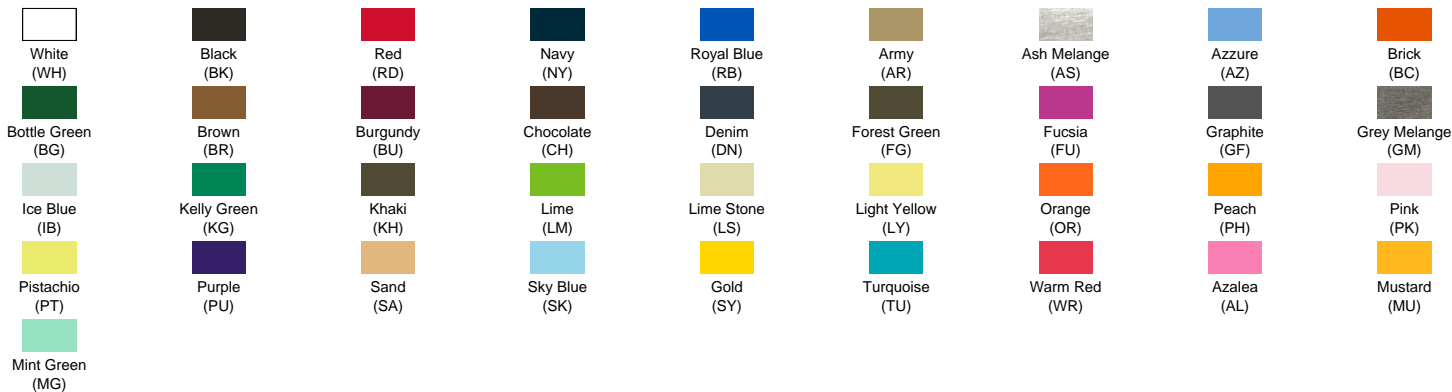 White
(WH)
Black
(BK)
Red
(RD)
Navy
(NY)
Royal Blue
(RB)
Army
(AR)
Ash Melange
(AS)
Azzure
(AZ)
Brick
(BC)
Bottle Green
(BG)
Brown
(BR)
Burgundy
(BU)
Chocolate
(CH)
Denim
(DN)
Forest Green
(FG)
Fucsia
(FU)
Graphite
(GF)
Grey Melange
(GM)
Ice Blue
(IB)
Kelly Green
(KG)
Khaki
(KH)
Lime
(LM)
Lime Stone
(LS)
Light Yellow
(LY)
Orange
(OR)
Peach
(PH)
Pink
(PK)
Pistachio
(PT)
Purple
(PU)
Sand
(SA)
Sky Blue
(SK)
Gold
(SY)
Turquoise
(TU)
Warm Red
(WR)
Azalea
(AL)
Mustard
(MU)
Mint Green
(MG)